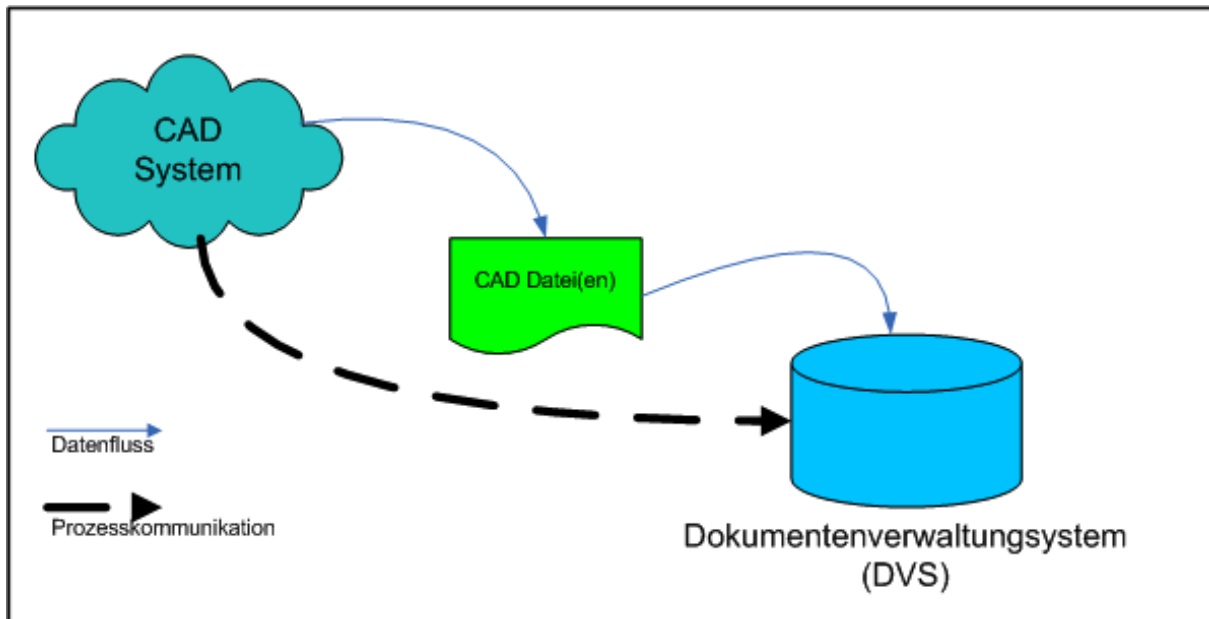 CAD
System
CAD Datei(en)
Datenfluss
Prozesskommunikation
Dokumentenverwaltungsystem
(DVS)